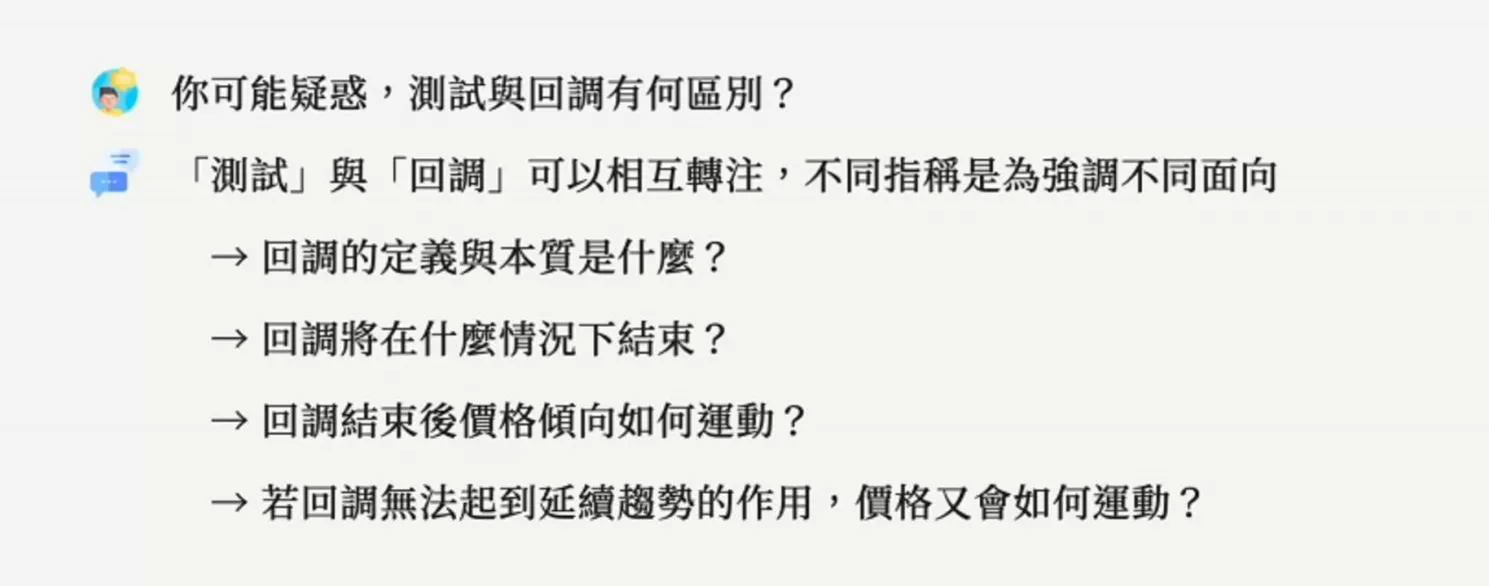 你可能疑惑，測試與回調有何區別？
「測試」與「回調」可以相互轉注，不同指稱是為強調不同面向
→ 回調的定義與本質是什麼？
→ 回調將在什麼情況下結束？
→ 回調結束後價格傾向如何運動？
→ 若回調無法起到延續趨勢的作用，價格又會如何運動？